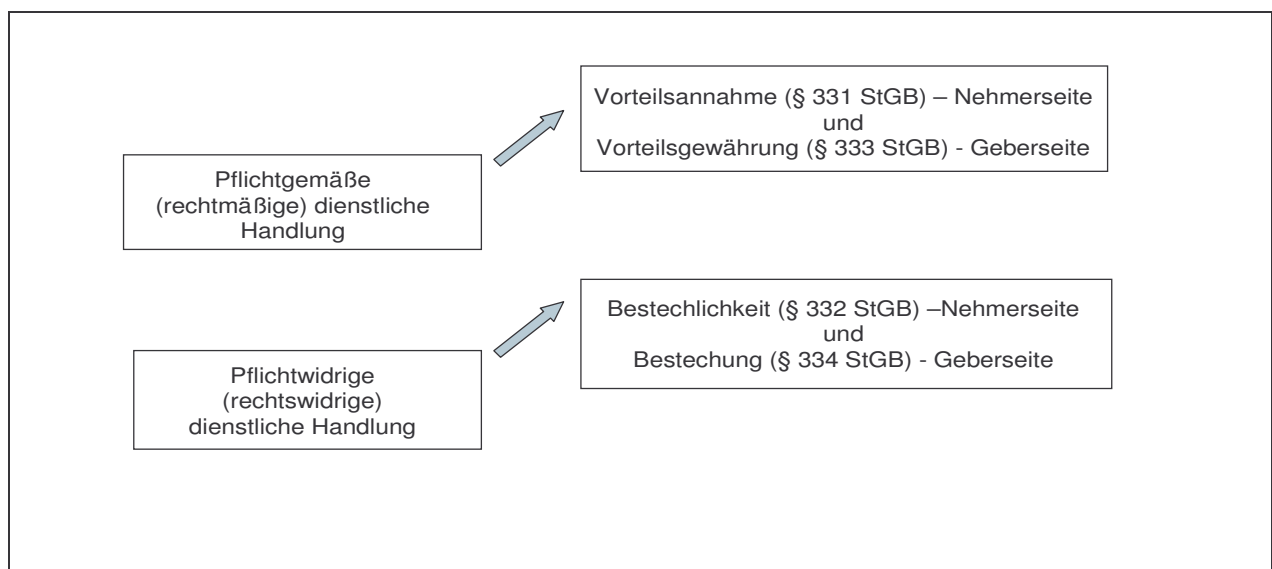 Vorteilsannahme (§ 331 StGB) – Nehmerseite
und
Vorteilsgewährung (§ 333 StGB) - Geberseite
Pflichtgemäße
(rechtmäßige) dienstliche
Handlung
Bestechlichkeit (§ 332 StGB) –Nehmerseite
und
Bestechung (§ 334 StGB) - Geberseite
Pflichtwidrige
(rechtswidrige)
dienstliche Handlung